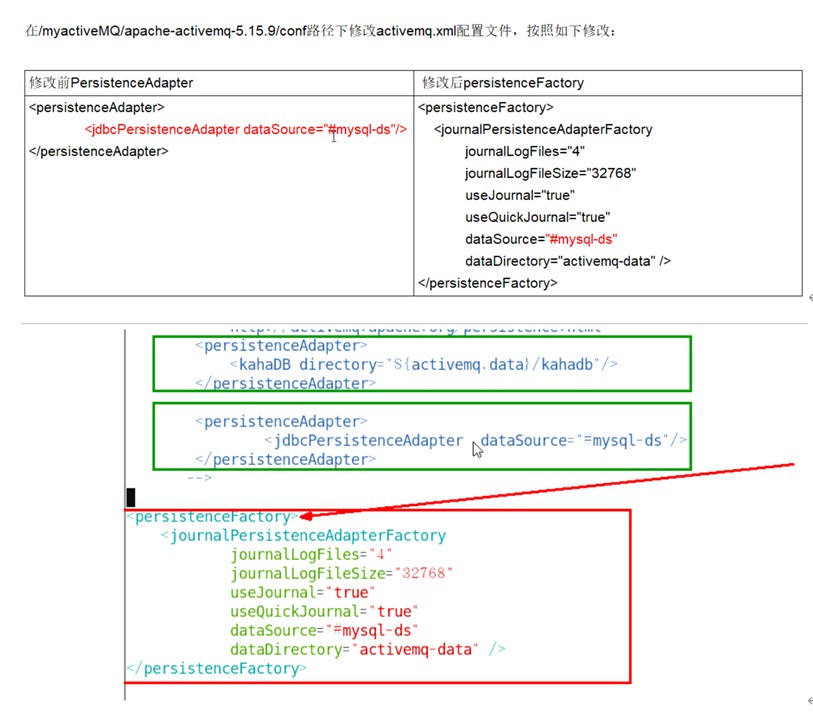 在/myactiveMQ/apache-activemq-5.15.9/conf路径下修改activemq.xml配置文件，按照如下修改：
修改前PersistenceAdapter
<persistenceAdapter>
<jdbcPersistenceAdapter dataSource="#mysql-ds"/>
</persistenceAdapter>
修改后persistenceFactory
<persistenceFactory>
<journalPersistenceAdapterFactory
journalLogFiles="4"
journalLogFileSize="32768"
useJournal="true"
useQuickJournal="true"
dataSource="#mysql-ds"
dataDirectory="activemq-data" />
</persistenceFactory>
http://activemq.apache.org/persistence.html
<persistenceAdapter>
<kahaDB directory="${activemq.data}/kahadb"/>
</persistenceAdapter>
<persistenceAdapter>
<jdbcPersistenceAdapter dataSource="#mysql-ds"/>
</persistenceAdapter>
-->
<persistenceFactory>
<journalPersistenceAdapterFactory
journalLogFiles="4"
journalLogFileSize="32768"
useJournal="true"
useQuickJournal="true"
dataSource="#mysql-ds"
dataDirectory="activemq-data" />
</persistenceFactory>